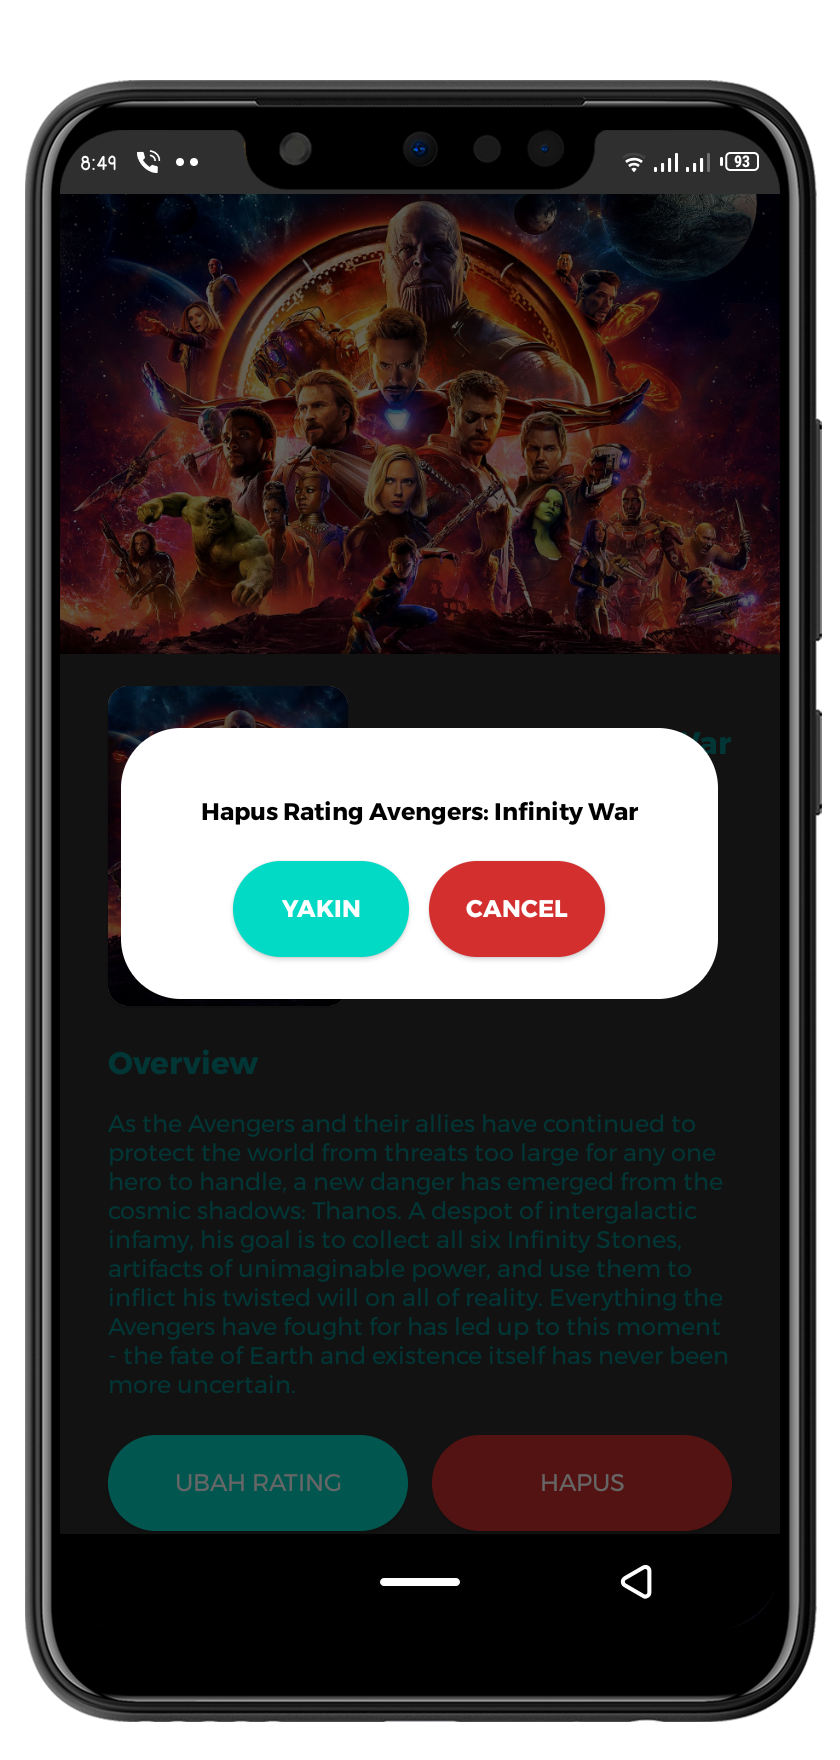 8:49
93
ar
Hapus Rating Avengers: Infinity War
YAKIN
CANCEL
Overview
As the Avengers and their allies have continued to
protect the world from threats too large for any one
hero to handle, a new danger has emerged from the
cosmic shadows: Thanos. A despot of intergalactic
infamy, his goal is to collect all six Infinity Stones,
artifacts of unimaginable power, and use them to
inflict his twisted will on all of reality. Everything the
Avengers have fought for has led up to this moment
- the fate of Earth and existence itself has never been
more uncertain.
UBAH RATING
HAPUS